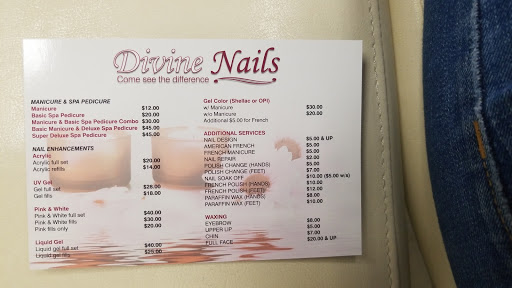 Divine Nails
Come see the difference
MANICURE & SPA PEDICURE
Manicure $12.00
Basic Spa Pedicure $20.00
Manicure & Basic Spa Pedicure Combo $30.00
Basic Manicure & Deluxe Spa Pedicure $45.00
Super Deluxe Spa Pedicure $45.00
NAIL ENHANCEMENTS
Acrylic
Acrylic full set $20.00
Acrylic refills $14.00
UV Gel
Gel full set $28.00
Gel fills $18.00
Pink & White
Pink & White full set $40.00
Pink & White fills $30.00
Pink fills only $20.00
Liquid Gel
Liquid gel full set $40.00
Liquid gel fills $25.00
Gel Color (Shellac or OPI)
w/ Manicure $30.00
w/o Manicure $20.00
Additional $5.00 for French
ADDITIONAL SERVICES
NAIL DESIGN $5.00 & UP
AMERICAN FRENCH $5.00
FRENCH MANICURE $5.00
NAIL REPAIR $2.00
POLISH CHANGE (HANDS) $5.00
POLISH CHANGE (FEET) $7.00
NAIL SOAK OFF $10.00 ($5.00 w/s)
FRENCH POLISH (HANDS) $10.00
FRENCH POLISH (FEET) $12.00
PARAFFIN WAX (HANDS) $8.00
PARAFFIN WAX (FEET) $10.00
WAXING
EYEBROW $8.00
UPPER LIP $5.00
CHIN $7.00
FULL FACE $20.00 & UP